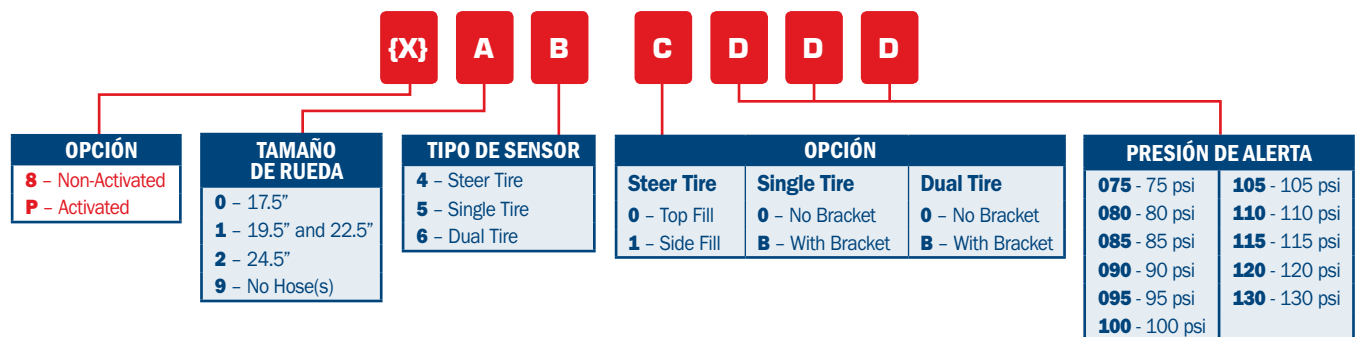 {X} A B C D D D
OPCIÓN
8 – Non-Activated
P – Activated
TAMAÑO
DE RUEDA
0 – 17.5"
1 – 19.5" and 22.5"
2 – 24.5"
9 – No Hose(s)
TIPO DE SENSOR
4 – Steer Tire
5 – Single Tire
6 – Dual Tire
OPCIÓN
Steer Tire
0 – Top Fill
1 – Side Fill
Single Tire
0 – No Bracket
B – With Bracket
Dual Tire
0 – No Bracket
B – With Bracket
PRESIÓN DE ALERTA
075 - 75 psi
080 - 80 psi
085 - 85 psi
090 - 90 psi
095 - 95 psi
100 - 100 psi
105 - 105 psi
110 - 110 psi
115 - 115 psi
120 - 120 psi
130 - 130 psi